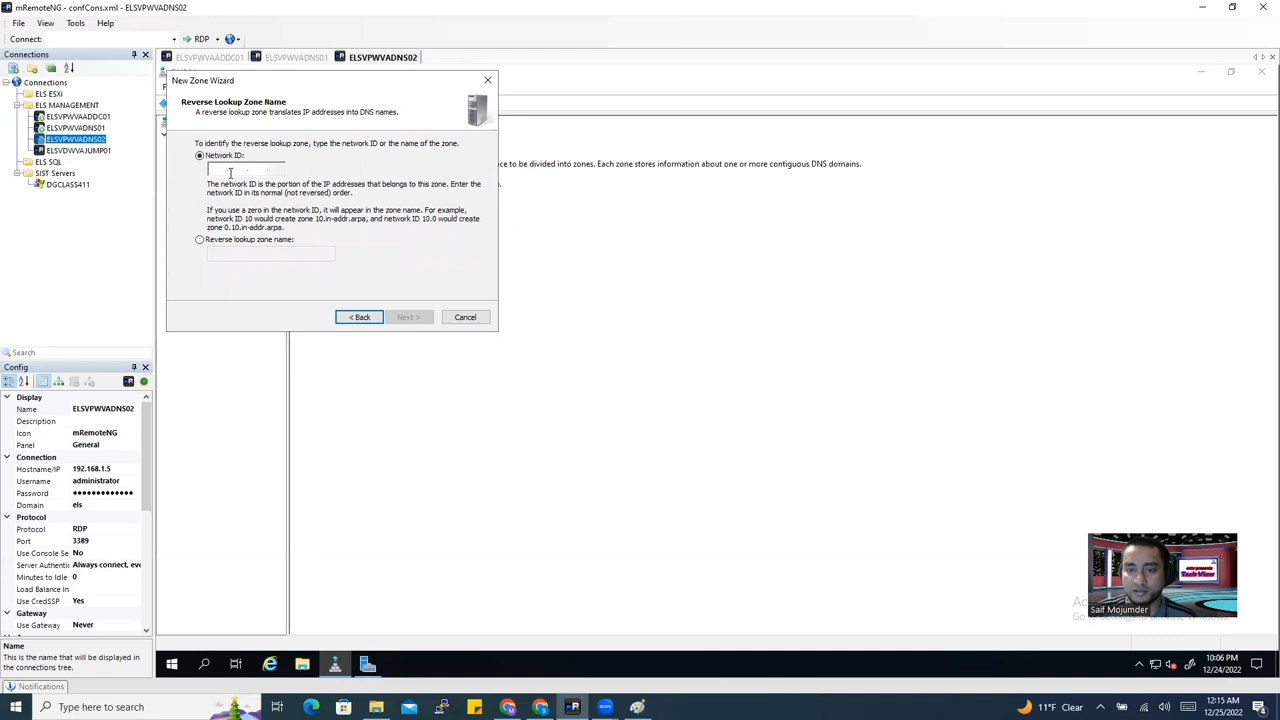 mRemoteNG - confCons.xml - ELSVPWVADNS02
File View Tools Help
Connect: RDP
Connections
ELSVPWVAADDC01 ELSVPWVADNS01 ELSVPWVADNS02
Connections
ELS ESXi
ELS MANAGEMENT
ELSVPWVAADDC01
ELSVPWVADNS01
ELSVPWVADNS02
ELSVDWVAJUMP01
ELS SQL
SIST Servers
DGCLASS411
New Zone Wizard
Reverse Lookup Zone Name
A reverse lookup zone translates IP addresses into DNS names.
To identify the reverse lookup zone, type the network ID or the name of the zone.
Network ID:
The network ID is the portion of the IP addresses that belongs to this zone. Enter the
network ID in its normal (not reversed) order.
If you use a zero in the network ID, it will appear in the zone name. For example,
network ID 10 would create zone 10.in-addr.arpa, and network ID 10.0 would create
zone 0.10.in-addr.arpa.
Reverse lookup zone name:
< Back Next > Cancel
ce to be divided into zones. Each zone stores information about one or more contiguous DNS domains.
Search
Config
Display
Name ELSVPWVADNS02
Description
Icon mRemoteNG
Panel General
Connection
Hostname/IP 192.168.1.5
Username administrator
Password ●●●●●●●●●●●●●
Domain els
Protocol
Protocol RDP
Port 3389
Use Console Se No
Server Authentic Always connect, eve
Minutes to Idle 0
Load Balance In
Use CredSSP Yes
Gateway
Use Gateway Never
Name
This is the name that will be displayed in
the connections tree.
Notifications
TechView
Saif Mojumder
Go to Settings to activate Windows.
10:06 PM
12/24/2022
Type here to search
11°F Clear
12:15 AM
12/25/2022
4